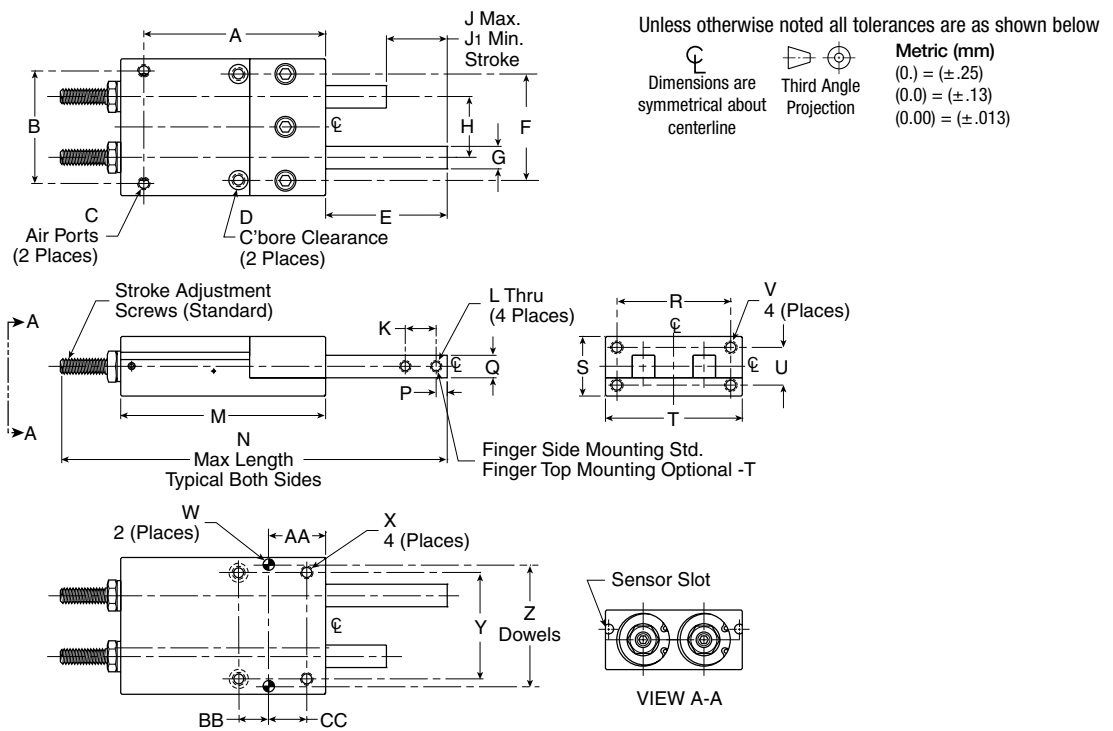 A
J Max.
J1 Min.
Stroke
B
H
F
G
℄
C
Air Ports
(2 Places)
D
C'bore Clearance
(2 Places)
E
Unless otherwise noted all tolerances are as shown below
℄
Dimensions are
symmetrical about
centerline
Third Angle
Projection
Metric (mm)
(0.) = (± .25)
(0.0) = (± .13)
(0.00) = (± .013)
A
A
Stroke Adjustment
Screws (Standard)
K
L Thru
(4 Places)
℄
Q
P
M
N
Max Length
Typical Both Sides
Finger Side Mounting Std.
Finger Top Mounting Optional -T
R
℄
V
4 (Places)
S
℄
U
T
W
2 (Places)
AA
X
4 (Places)
℄
Y
Z
Dowels
BB
CC
Sensor Slot
VIEW A-A